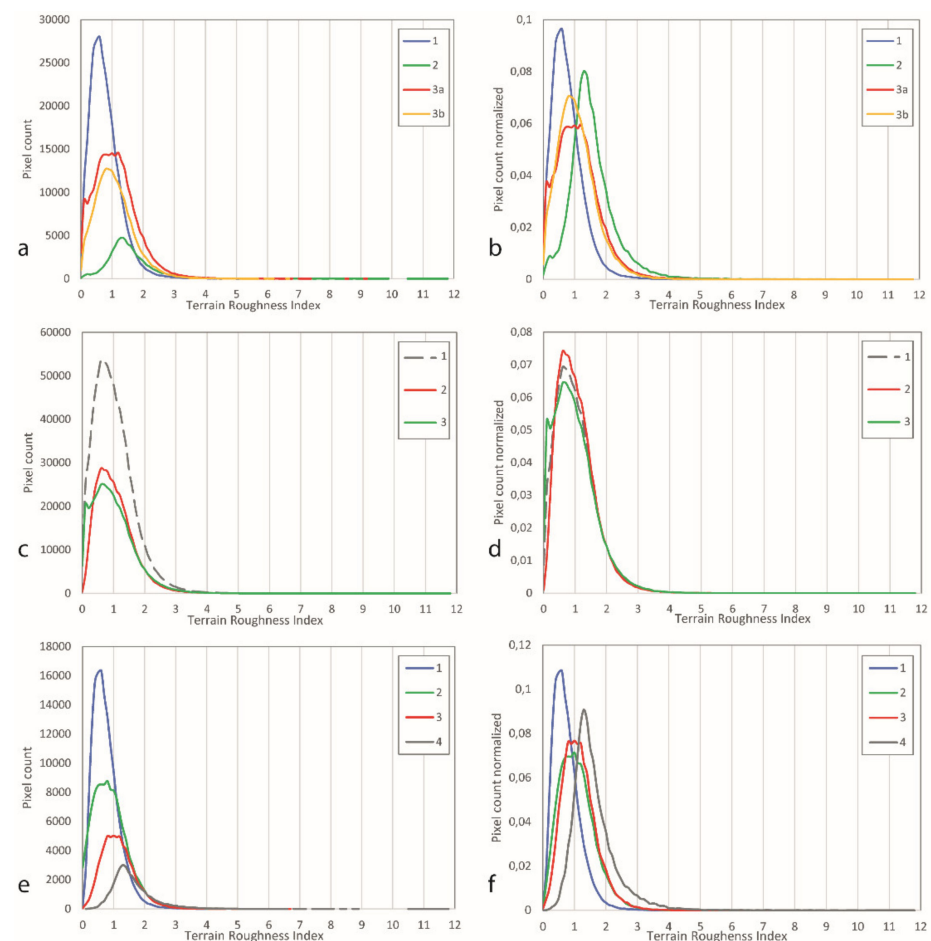 30000
25000
20000
15000
10000
5000
0
Pixel count
0 1 2 3 4 5 6 7 8 9 10 11 12
Terrain Roughness Index
1
2
3a
3b
a
0,1
0,08
0,06
0,04
0,02
0
Pixel count normalized
0 1 2 3 4 5 6 7 8 9 10 11 12
Terrain Roughness Index
1
2
3a
3b
b
60000
50000
40000
30000
20000
10000
0
Pixel count
0 1 2 3 4 5 6 7 8 9 10 11 12
Terrain Roughness Index
1
2
3
c
0,08
0,07
0,06
0,05
0,04
0,03
0,02
0,01
0
Pixel count normalized
0 1 2 3 4 5 6 7 8 9 10 11 12
Terrain Roughness Index
1
2
3
d
18000
16000
14000
12000
10000
8000
6000
4000
2000
0
Pixel count
0 1 2 3 4 5 6 7 8 9 10 11 12
Terrain Roughness Index
1
2
3
4
e
0,12
0,1
0,08
0,06
0,04
0,02
0
Pixel count normalized
0 1 2 3 4 5 6 7 8 9 10 11 12
Terrain Roughness Index
1
2
3
4
f